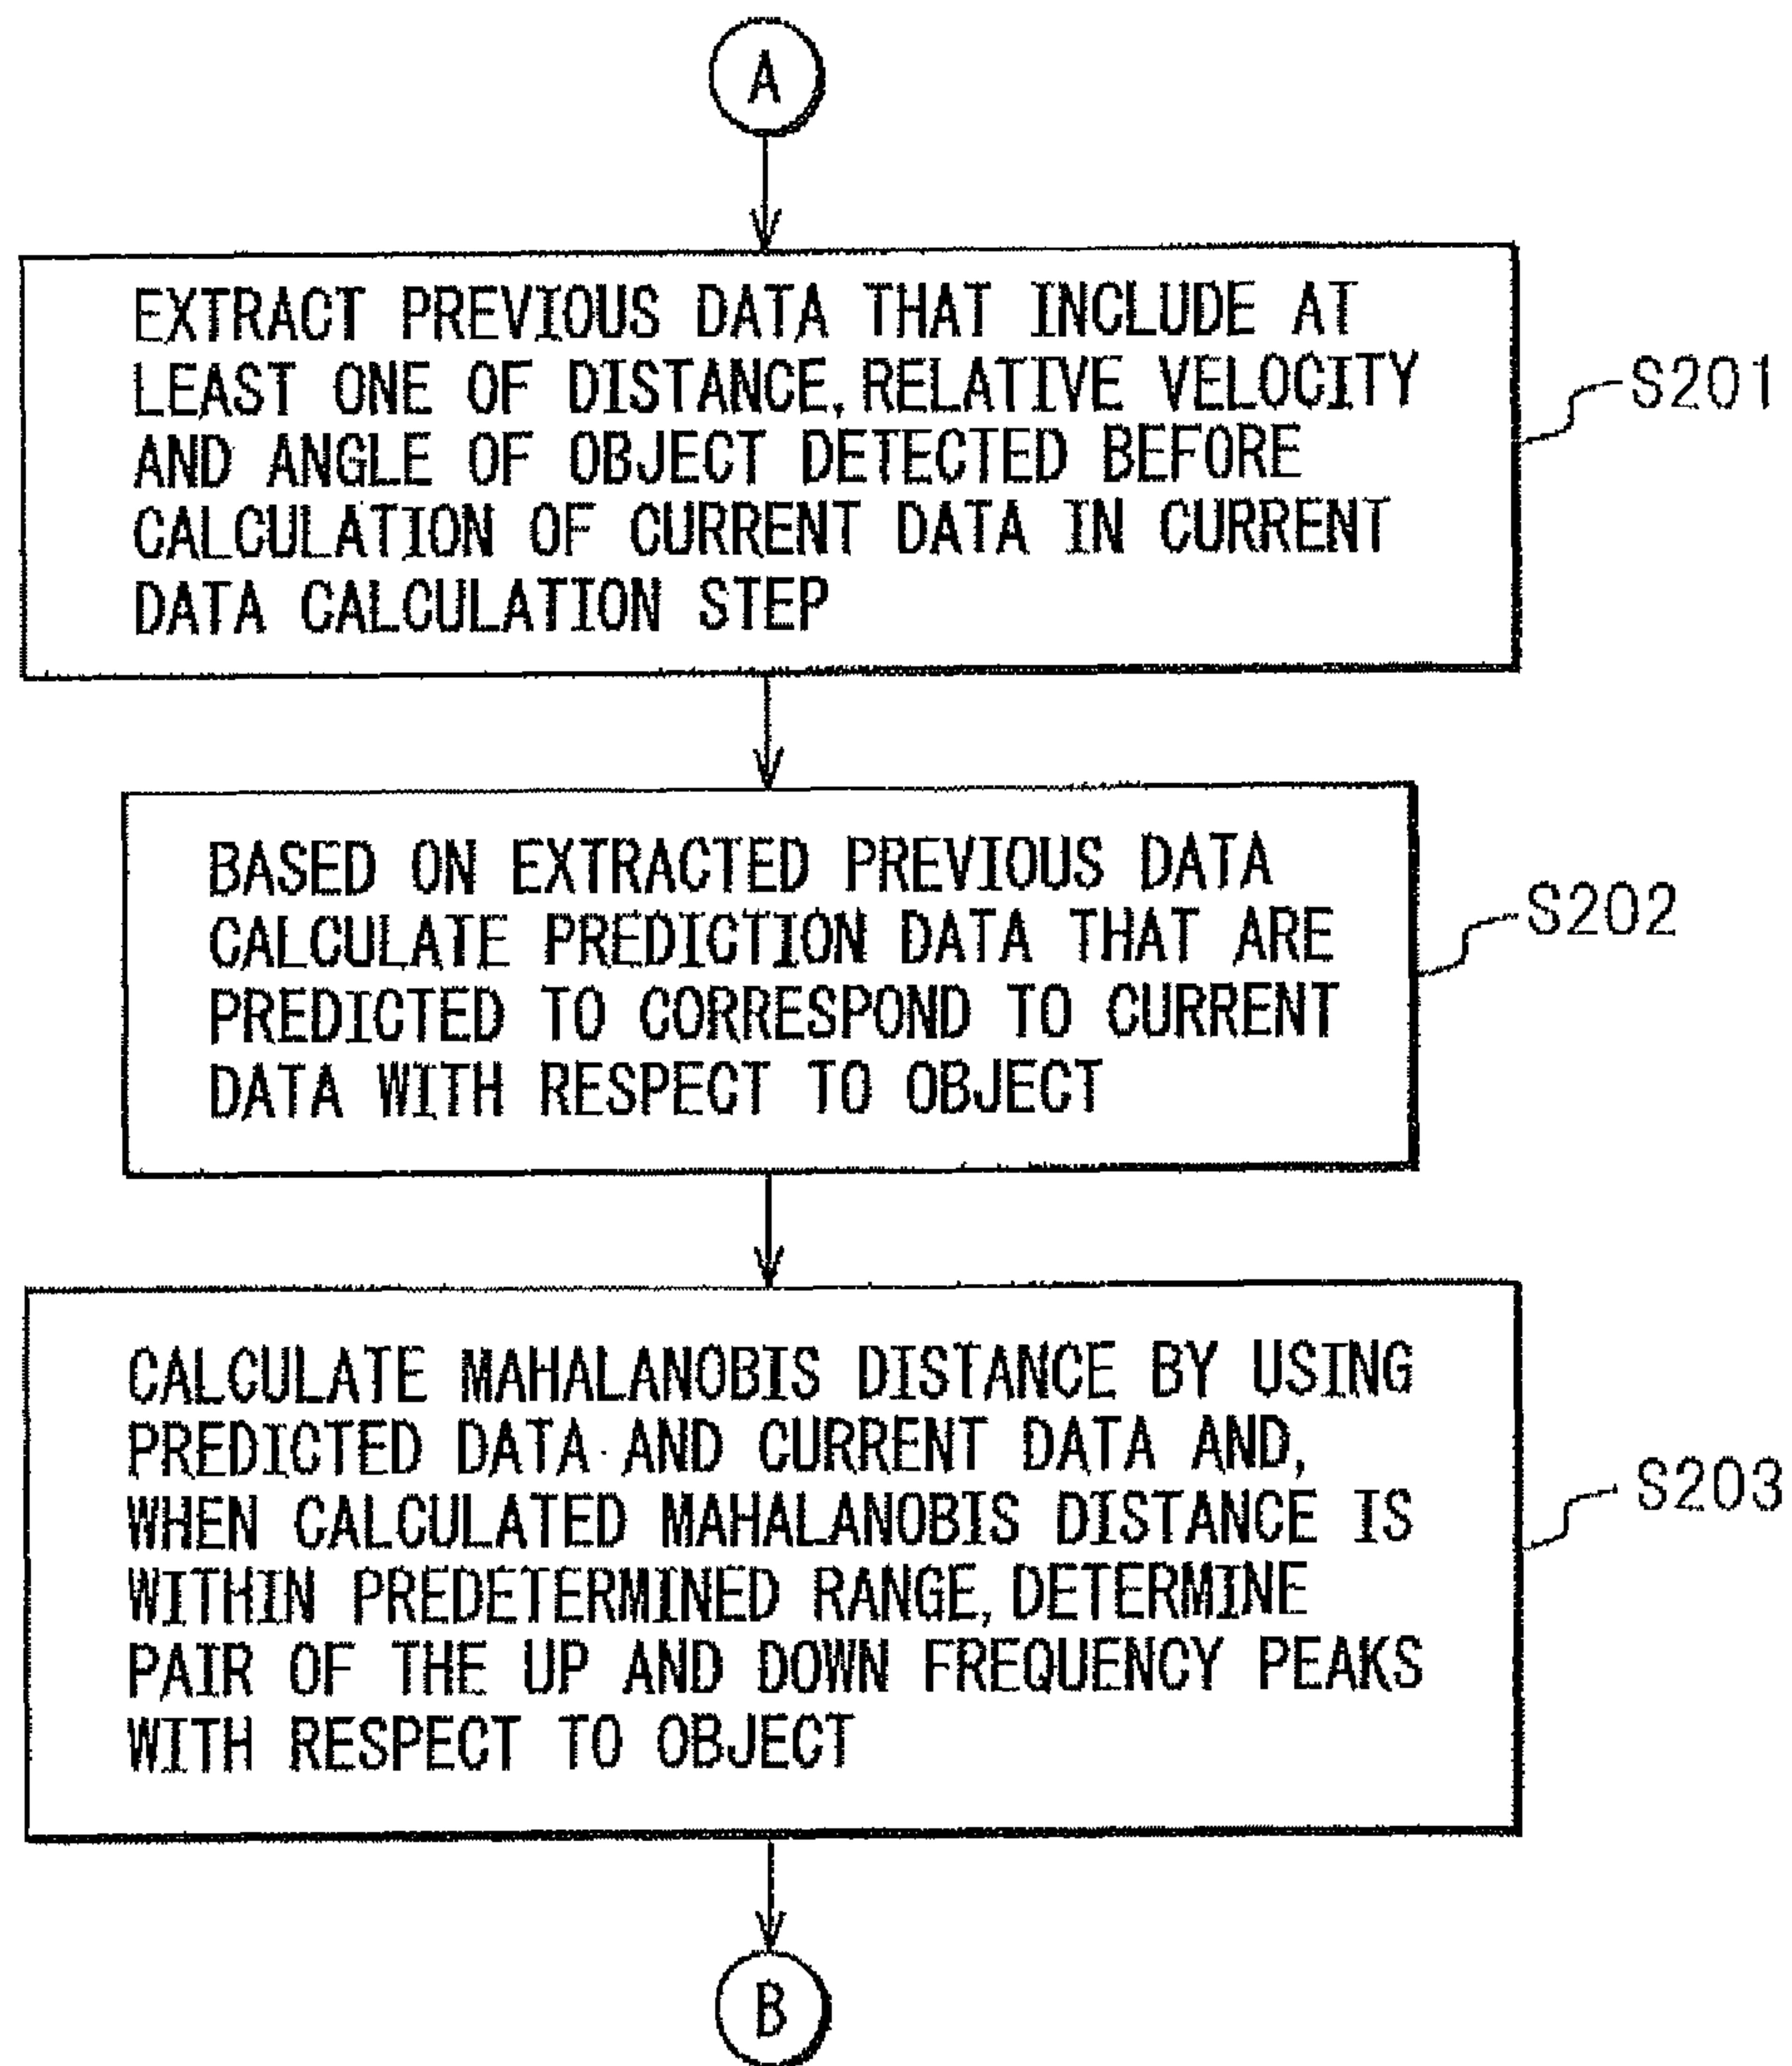 A
EXTRACT PREVIOUS DATA THAT INCLUDE AT
LEAST ONE OF DISTANCE, RELATIVE VELOCITY
AND ANGLE OF OBJECT DETECTED BEFORE
CALCULATION OF CURRENT DATA IN CURRENT
DATA CALCULATION STEP
S201
BASED ON EXTRACTED PREVIOUS DATA
CALCULATE PREDICTION DATA THAT ARE
PREDICTED TO CORRESPOND TO CURRENT
DATA WITH RESPECT TO OBJECT
S202
CALCULATE MAHALANOBIS DISTANCE BY USING
PREDICTED DATA AND CURRENT DATA AND,
WHEN CALCULATED MAHALANOBIS DISTANCE IS
WITHIN PREDETERMINED RANGE, DETERMINE
PAIR OF THE UP AND DOWN FREQUENCY PEAKS
WITH RESPECT TO OBJECT
S203
B